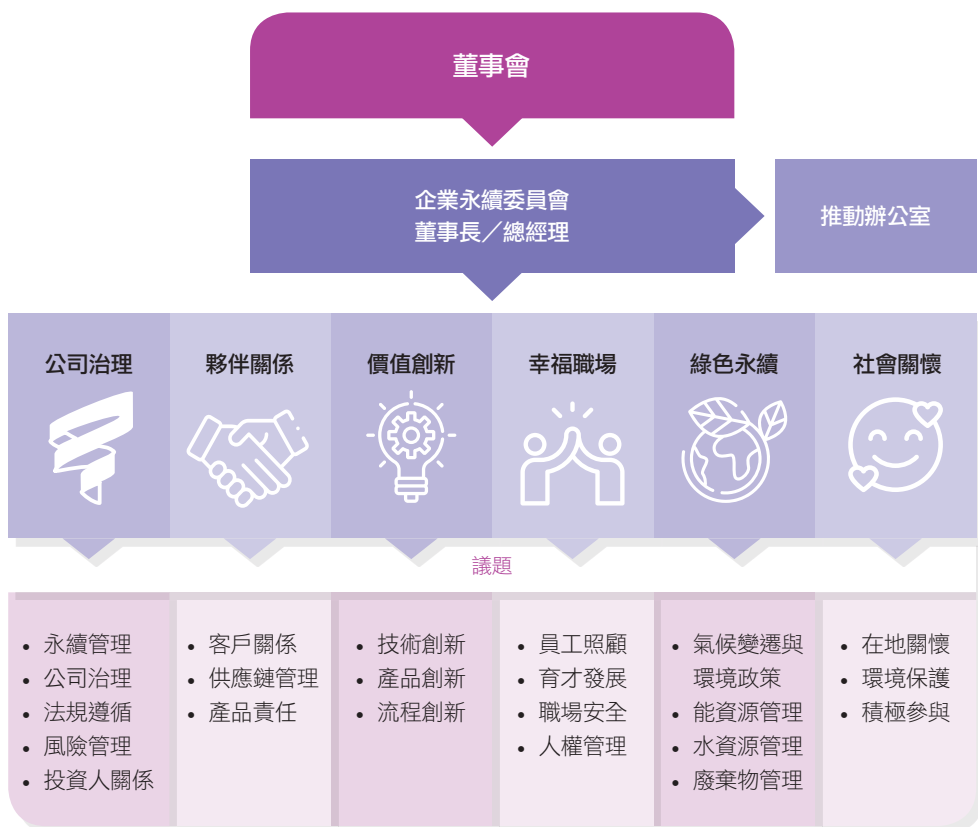 董事會
企業永續委員會
董事長／總經理
推動辦公室
公司治理
夥伴關係
價值創新
幸福職場
綠色永續
社會關懷
議題
• 永續管理
• 公司治理
• 法規遵循
• 風險管理
• 投資人關係
• 客戶關係
• 供應鏈管理
• 產品責任
• 技術創新
• 產品創新
• 流程創新
• 員工照顧
• 育才發展
• 職場安全
• 人權管理
• 氣候變遷與
環境政策
• 能資源管理
• 水資源管理
• 廢棄物管理
• 在地關懷
• 環境保護
• 積極參與